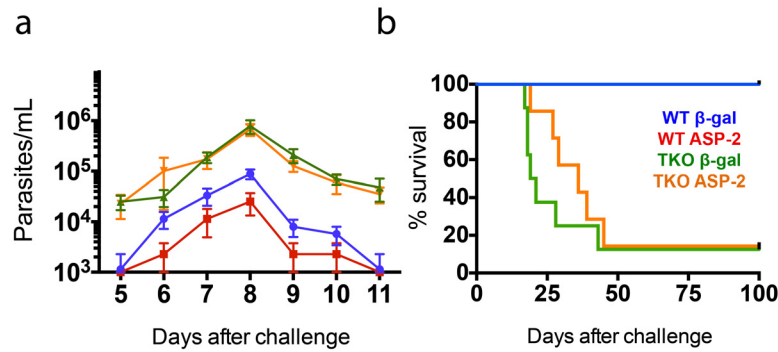 a
Parasites/mL
10⁶
10⁵
10⁴
10³
5 6 7 8 9 10 11
Days after challenge
b
% survival
100
80
60
40
20
0
0 25 50 75 100
Days after challenge
WT β-gal
WT ASP-2
TKO β-gal
TKO ASP-2